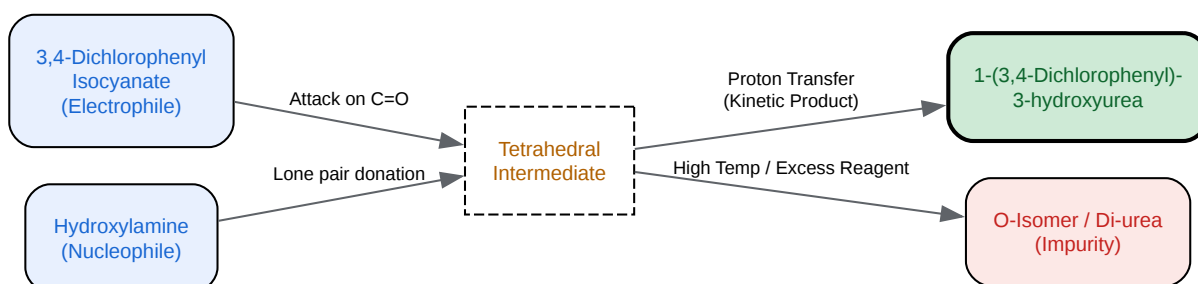 3,4-Dichlorophenyl
Isocyanate
(Electrophile)
Attack on C=O
Lone pair donation
Hydroxylamine
(Nucleophile)
Tetrahedral
Intermediate
Proton Transfer
(Kinetic Product)
High Temp / Excess Reagent
1-(3,4-Dichlorophenyl)-
3-hydroxyurea
O-Isomer / Di-urea
(Impurity)